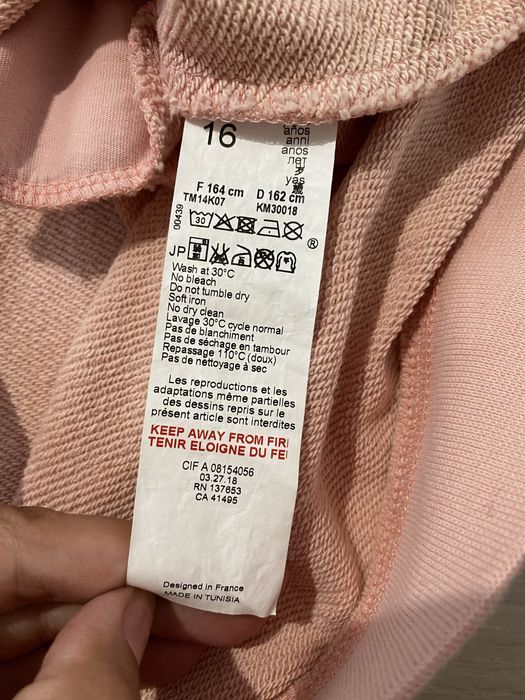 16
años
anni
anos
лет
歲
yaş
F 164 cm D 162 cm
TM14K07 KM30018
00439
30
®
JP
Wash at 30°C
No bleach
Do not tumble dry
Soft iron
No dry clean
Lavage 30°C cycle normal
Pas de blanchiment
Pas de séchage en tambour
Repassage 110°C (doux)
Pas de nettoyage à sec
Les reproductions et les
adaptations même partielles
des dessins repris sur le
présent article sont interdites
KEEP AWAY FROM FIR
TENIR ELOIGNE DU FE
CIF A 08154056
03.27.18
RN 137653
CA 41495
Designed in France
MADE IN TUNISIA